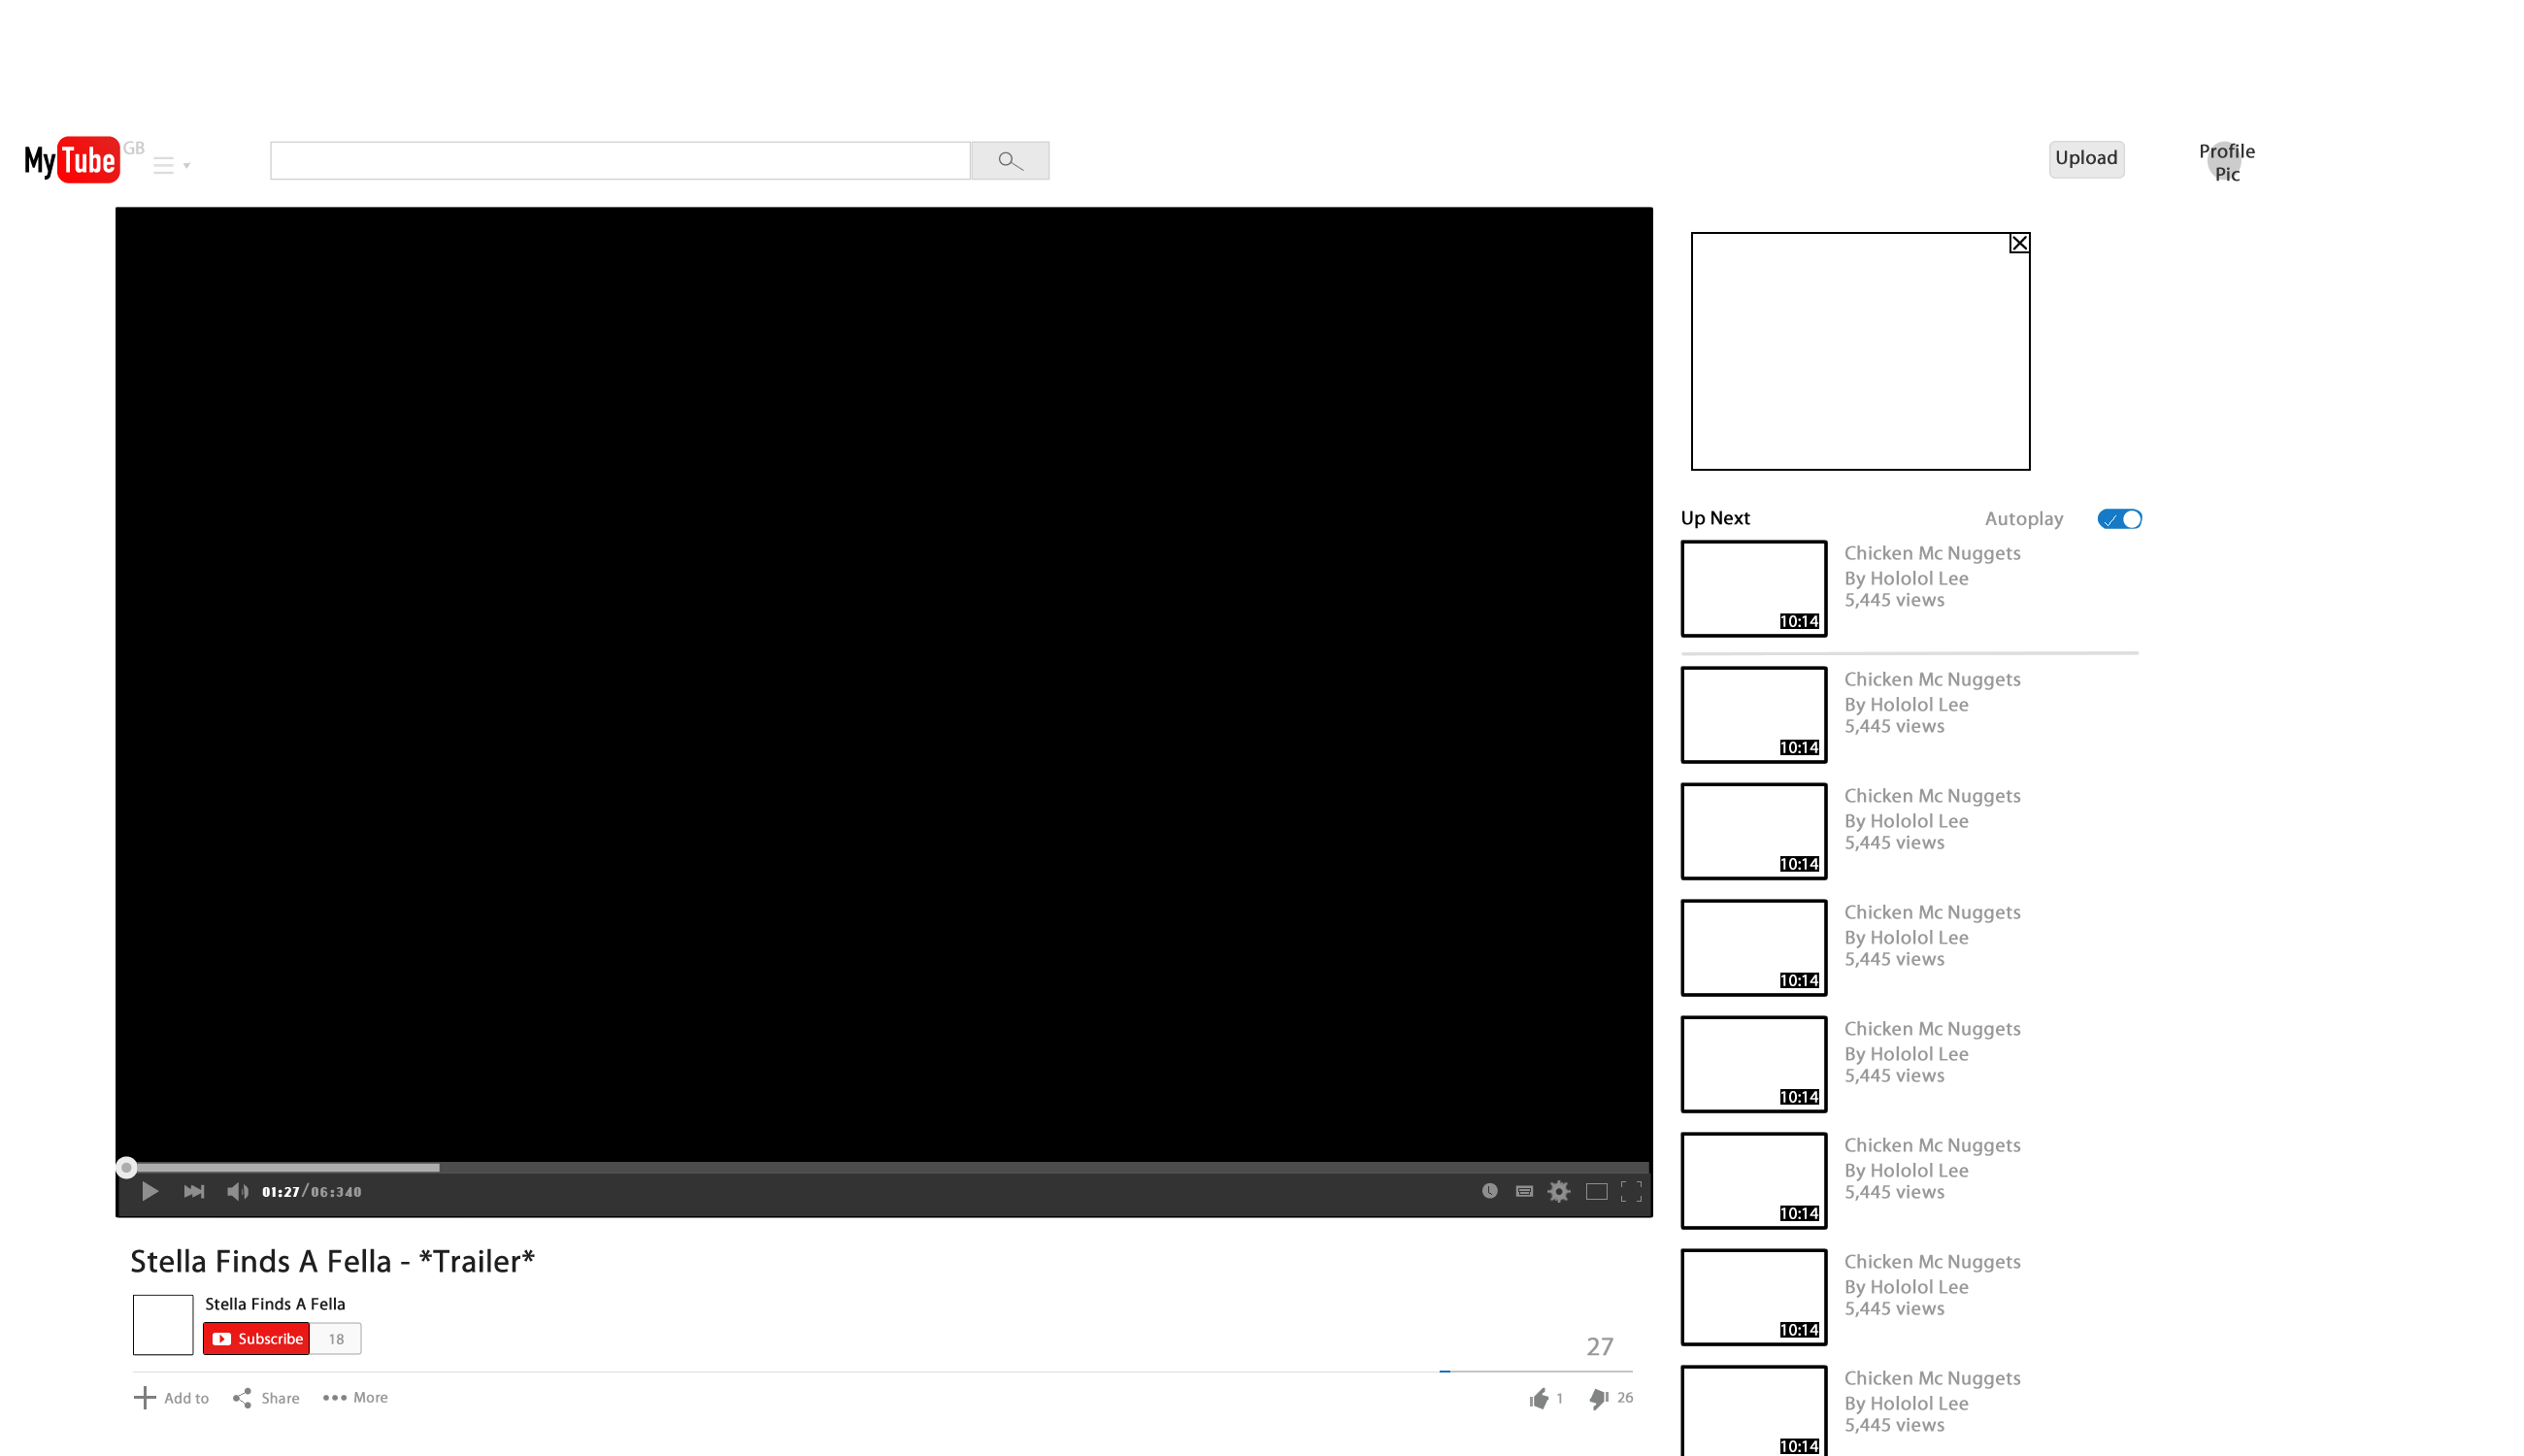 MyTube GB
Upload
Profile
Pic
Up Next
Autoplay
Chicken Mc Nuggets
By Hololol Lee
5,445 views
10:14
Chicken Mc Nuggets
By Hololol Lee
5,445 views
10:14
Chicken Mc Nuggets
By Hololol Lee
5,445 views
10:14
Chicken Mc Nuggets
By Hololol Lee
5,445 views
10:14
Chicken Mc Nuggets
By Hololol Lee
5,445 views
10:14
Chicken Mc Nuggets
By Hololol Lee
5,445 views
10:14
Chicken Mc Nuggets
By Hololol Lee
5,445 views
10:14
Chicken Mc Nuggets
By Hololol Lee
5,445 views
10:14
01:27/06:340
Stella Finds A Fella - *Trailer*
Stella Finds A Fella
Subscribe 18
27
Add to Share More
1 26